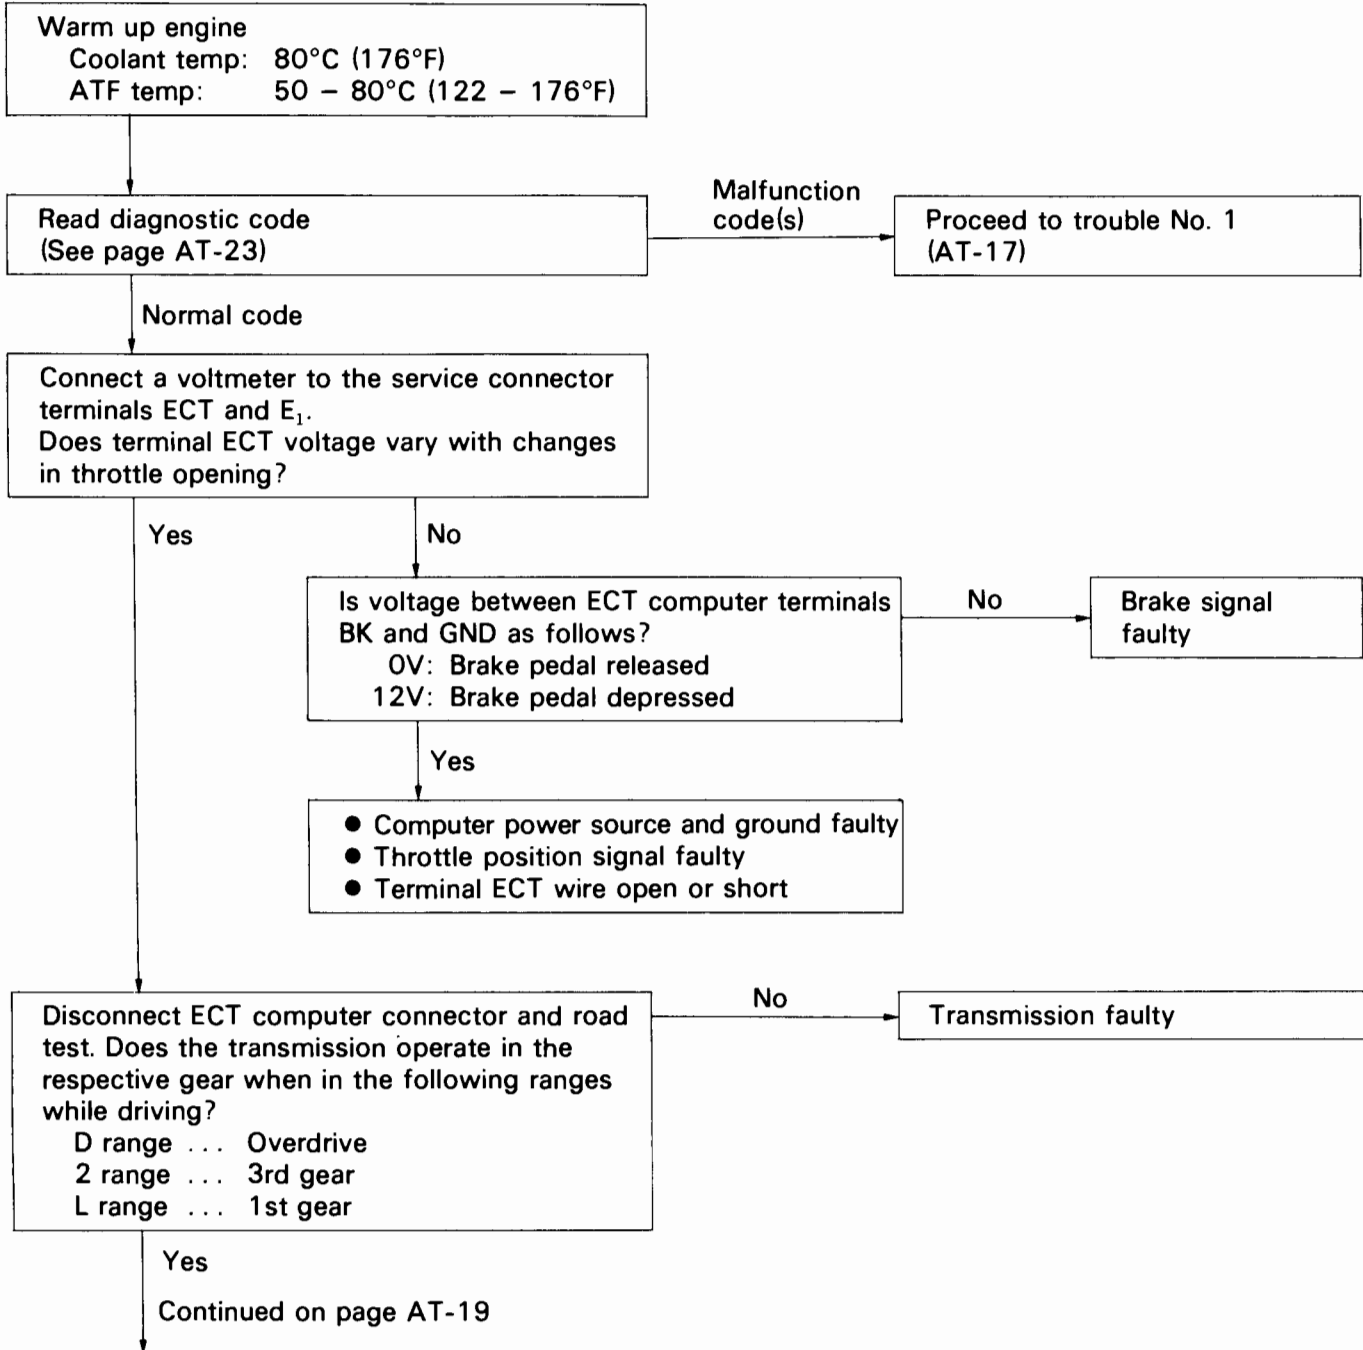 Warm up engine
Coolant temp: 80°C (176°F)
ATF temp: 50 – 80°C (122 – 176°F)
Read diagnostic code
(See page AT-23)
Malfunction
code(s)
Proceed to trouble No. 1
(AT-17)
Normal code
Connect a voltmeter to the service connector
terminals ECT and E₁.
Does terminal ECT voltage vary with changes
in throttle opening?
Yes
No
Is voltage between ECT computer terminals
BK and GND as follows?
0V: Brake pedal released
12V: Brake pedal depressed
No
Brake signal
faulty
Yes
● Computer power source and ground faulty
● Throttle position signal faulty
● Terminal ECT wire open or short
Disconnect ECT computer connector and road
test. Does the transmission operate in the
respective gear when in the following ranges
while driving?
D range ... Overdrive
2 range ... 3rd gear
L range ... 1st gear
No
Transmission faulty
Yes
Continued on page AT-19